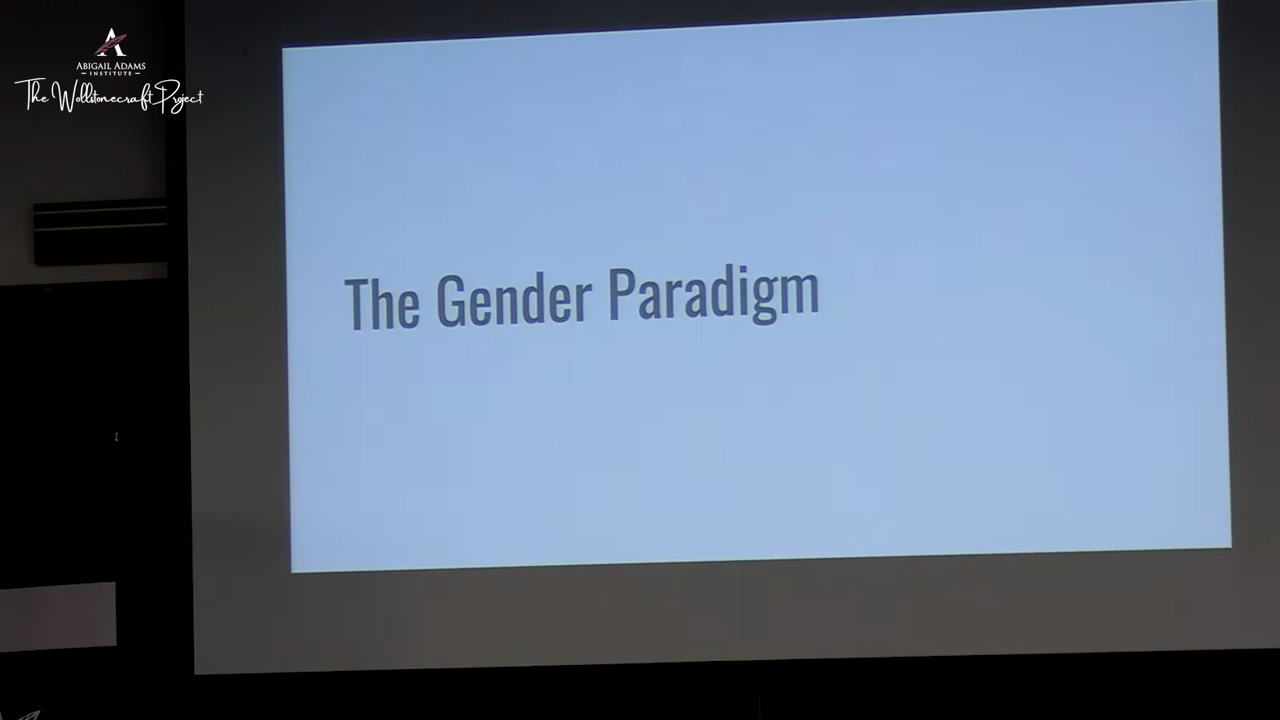 ABIGAIL ADAMS
INSTITUTE
The Wollstonecraft Project
The Gender Paradigm